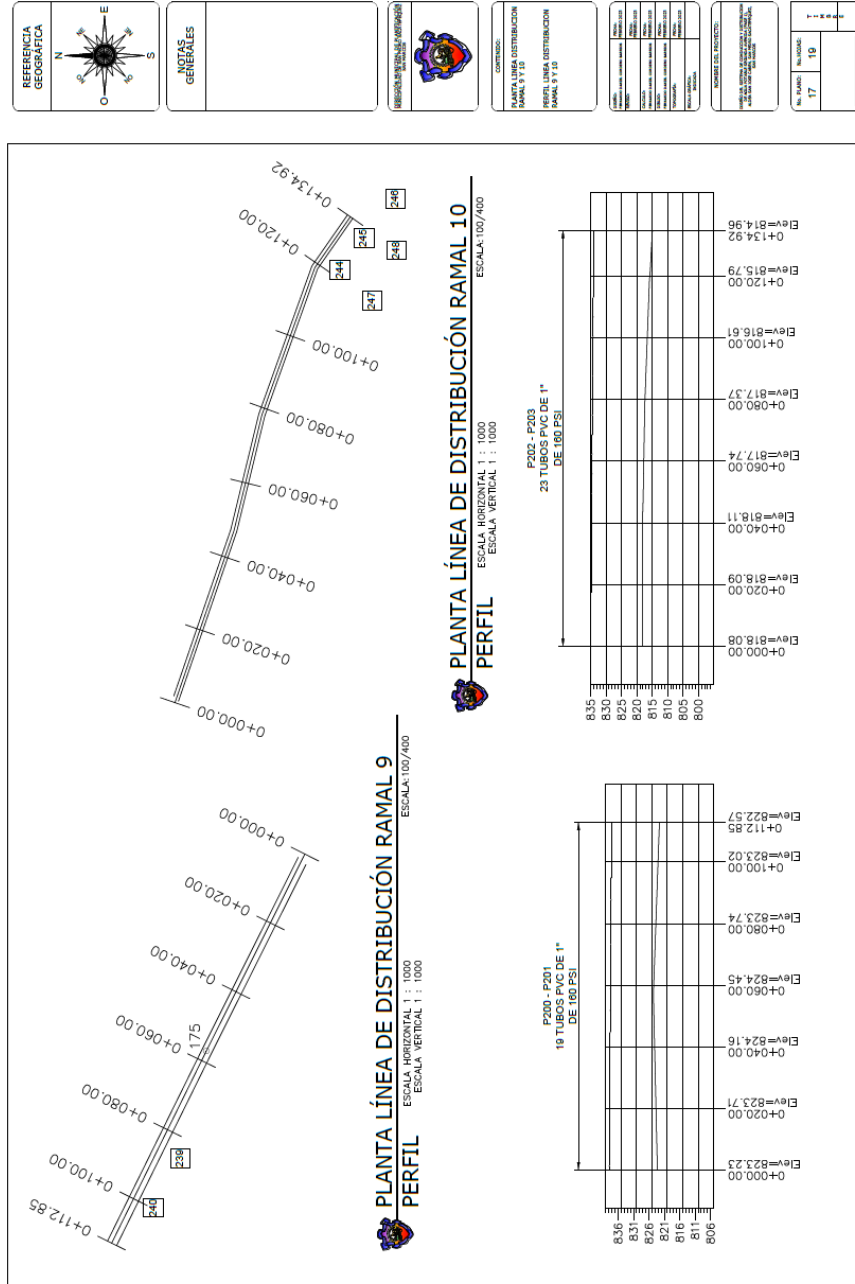 REFERENCIA
GEOGRÁFICA
N
E
S
O
NE
SE
SO
NO
NOTAS
GENERALES
CONTENIDO:
PLANTA LINEA DISTRIBUCION
RAMAL 9 Y 10
PERFIL LINEA DISTRIBUCION
RAMAL 9 Y 10
NOMBRE DEL PROYECTO:
No. PLANO:
17
No. HOJAS:
19
T
I
M
B
R
E
0+000.00
0+020.00
0+040.00
0+060.00
175
0+080.00
0+100.00
0+112.85
239
240
PLANTA LÍNEA DE DISTRIBUCIÓN RAMAL 9
ESCALA:100/400
PERFIL
ESCALA HORIZONTAL 1 : 1000
ESCALA VERTICAL 1 : 1000
P200 - P201
19 TUBOS PVC DE 1"
DE 160 PSI
836
831
826
821
816
811
806
Elev=823.23
0+000.00
Elev=823.71
0+020.00
Elev=824.16
0+040.00
Elev=824.45
0+060.00
Elev=823.74
0+080.00
Elev=823.02
0+100.00
Elev=822.57
0+112.85
0+000.00
0+020.00
0+040.00
0+060.00
0+080.00
0+100.00
0+120.00
0+134.92
244
245
246
247
248
PLANTA LÍNEA DE DISTRIBUCIÓN RAMAL 10
ESCALA:100/400
PERFIL
ESCALA HORIZONTAL 1 : 1000
ESCALA VERTICAL 1 : 1000
P202 - P203
23 TUBOS PVC DE 1"
DE 160 PSI
835
830
825
820
815
810
805
800
Elev=818.08
0+000.00
Elev=818.09
0+020.00
Elev=818.11
0+040.00
Elev=817.74
0+060.00
Elev=817.37
0+080.00
Elev=816.61
0+100.00
Elev=815.79
0+120.00
Elev=814.96
0+134.92